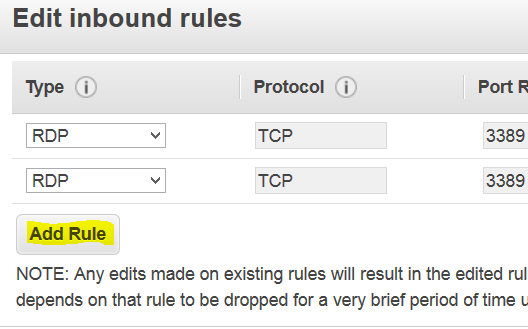 Edit inbound rules
Type i Protocol i Port R
RDP TCP 3389
RDP TCP 3389
Add Rule
NOTE: Any edits made on existing rules will result in the edited rul
depends on that rule to be dropped for a very brief period of time u